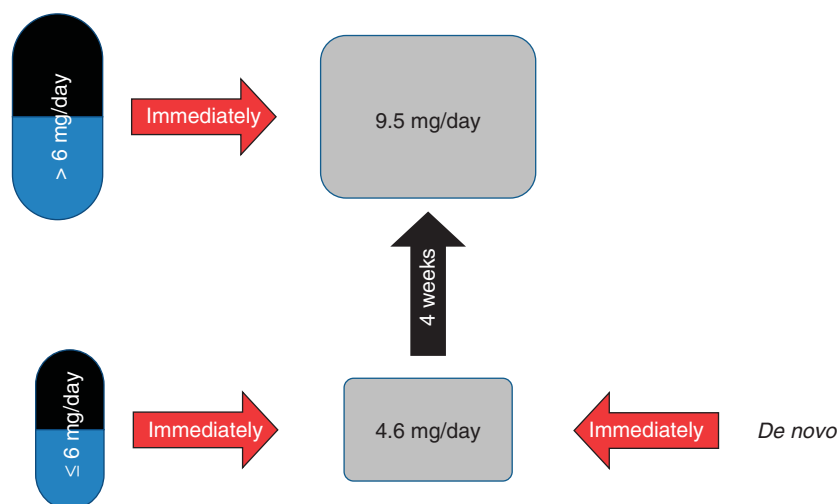 > 6 mg/day
Immediately
9.5 mg/day
4 weeks
≤ 6 mg/day
Immediately
4.6 mg/day
Immediately
De novo